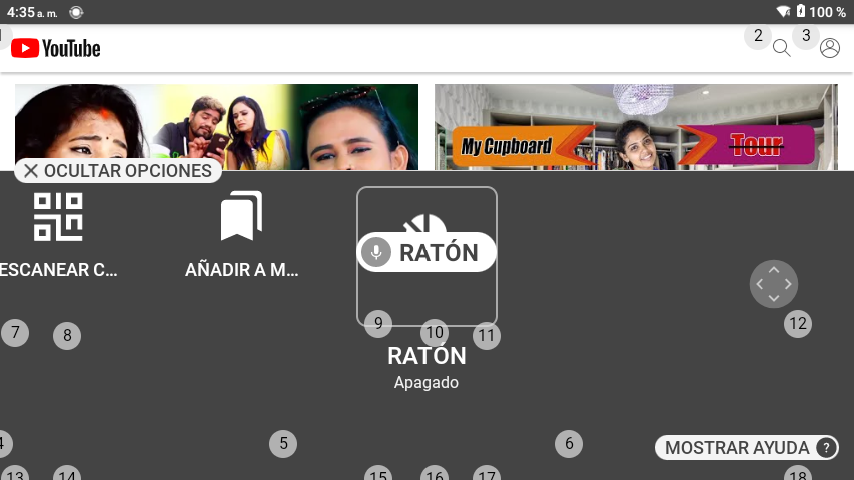 4:35 a. m.
100 %
2
3
YouTube
My Cupboard
Tour
OCULTAR OPCIONES
ESCANEAR C…
AÑADIR A M…
RATÓN
7
8
9
10
11
12
RATÓN
Apagado
4
5
6
MOSTRAR AYUDA ?
13
14
15
16
17
18